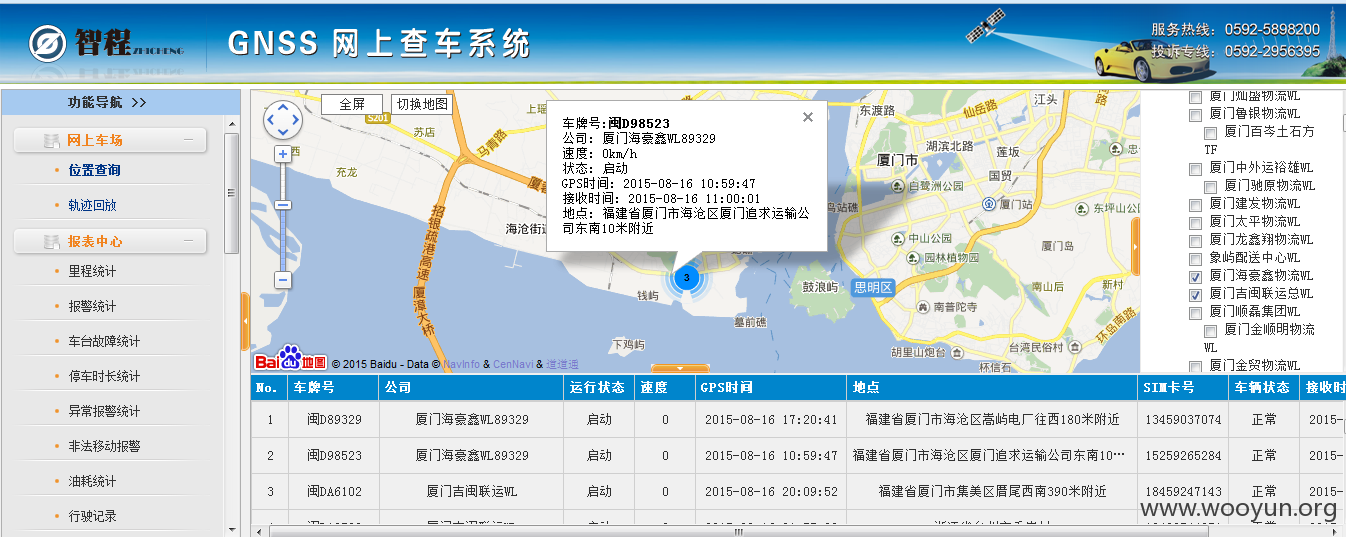 智程 ZHICHENG
GNSS 网上查车系统
服务热线：0592-5898200
投诉专线：0592-2956395
功能导航 >>
网上车场
位置查询
轨迹回放
报表中心
里程统计
报警统计
车台故障统计
停车时长统计
异常报警统计
非法移动报警
油耗统计
行驶记录
全屏
切换地图
S201
苏店
充龙
马青路
招银疏港高速
厦漳大桥
海沧街道
钱屿
下鸡屿
墓前礁
鼓浪屿
思明区
东渡路
仙岳路
江头
湖滨北路
莲坂
厦门市
国贸
白鹭洲公园
厦门站
东坪山公园
中山公园
园林植物园
厦门岛
南山后
新村
南普陀寺
胡里山炮台
台湾民俗村
环岛南路
杯信石
车牌号:闽D98523
公司: 厦门海豪鑫WL89329
速度: 0km/h
状态: 启动
GPS时间: 2015-08-16 10:59:47
接收时间: 2015-08-16 11:00:01
地点: 福建省厦门市海沧区厦门追求运输公
司东南10米附近
3
Baidu地图
© 2015 Baidu - Data © NavInfo & CenNavi & 道道通
厦门灿盛物流WL
厦门鲁银物流WL
厦门百岑土石方
TF
厦门中外运裕雄WL
厦门驰原物流WL
厦门建发物流WL
厦门太平物流WL
厦门龙鑫翔物流WL
象屿配送中心WL
厦门海豪鑫物流WL
厦门吉闽联运总WL
厦门顺磊集团WL
厦门金顺明物流
WL
厦门金贸物流WL
No. 车牌号 公司 运行状态 速度 GPS时间 地点 SIM卡号 车辆状态 接收时
1 闽D89329 厦门海豪鑫WL89329 启动 0 2015-08-16 17:20:41 福建省厦门市海沧区嵩屿电厂往西180米附近 13459037074 正常 2015-
2 闽D98523 厦门海豪鑫WL89329 启动 0 2015-08-16 10:59:47 福建省厦门市海沧区厦门追求运输公司东南10… 15259265284 正常 2015-
3 闽DA6102 厦门吉闽联运WL 启动 0 2015-08-16 20:09:52 福建省厦门市集美区厝尾西南390米附近 18459247143 正常 2015-
www.wooyun.org